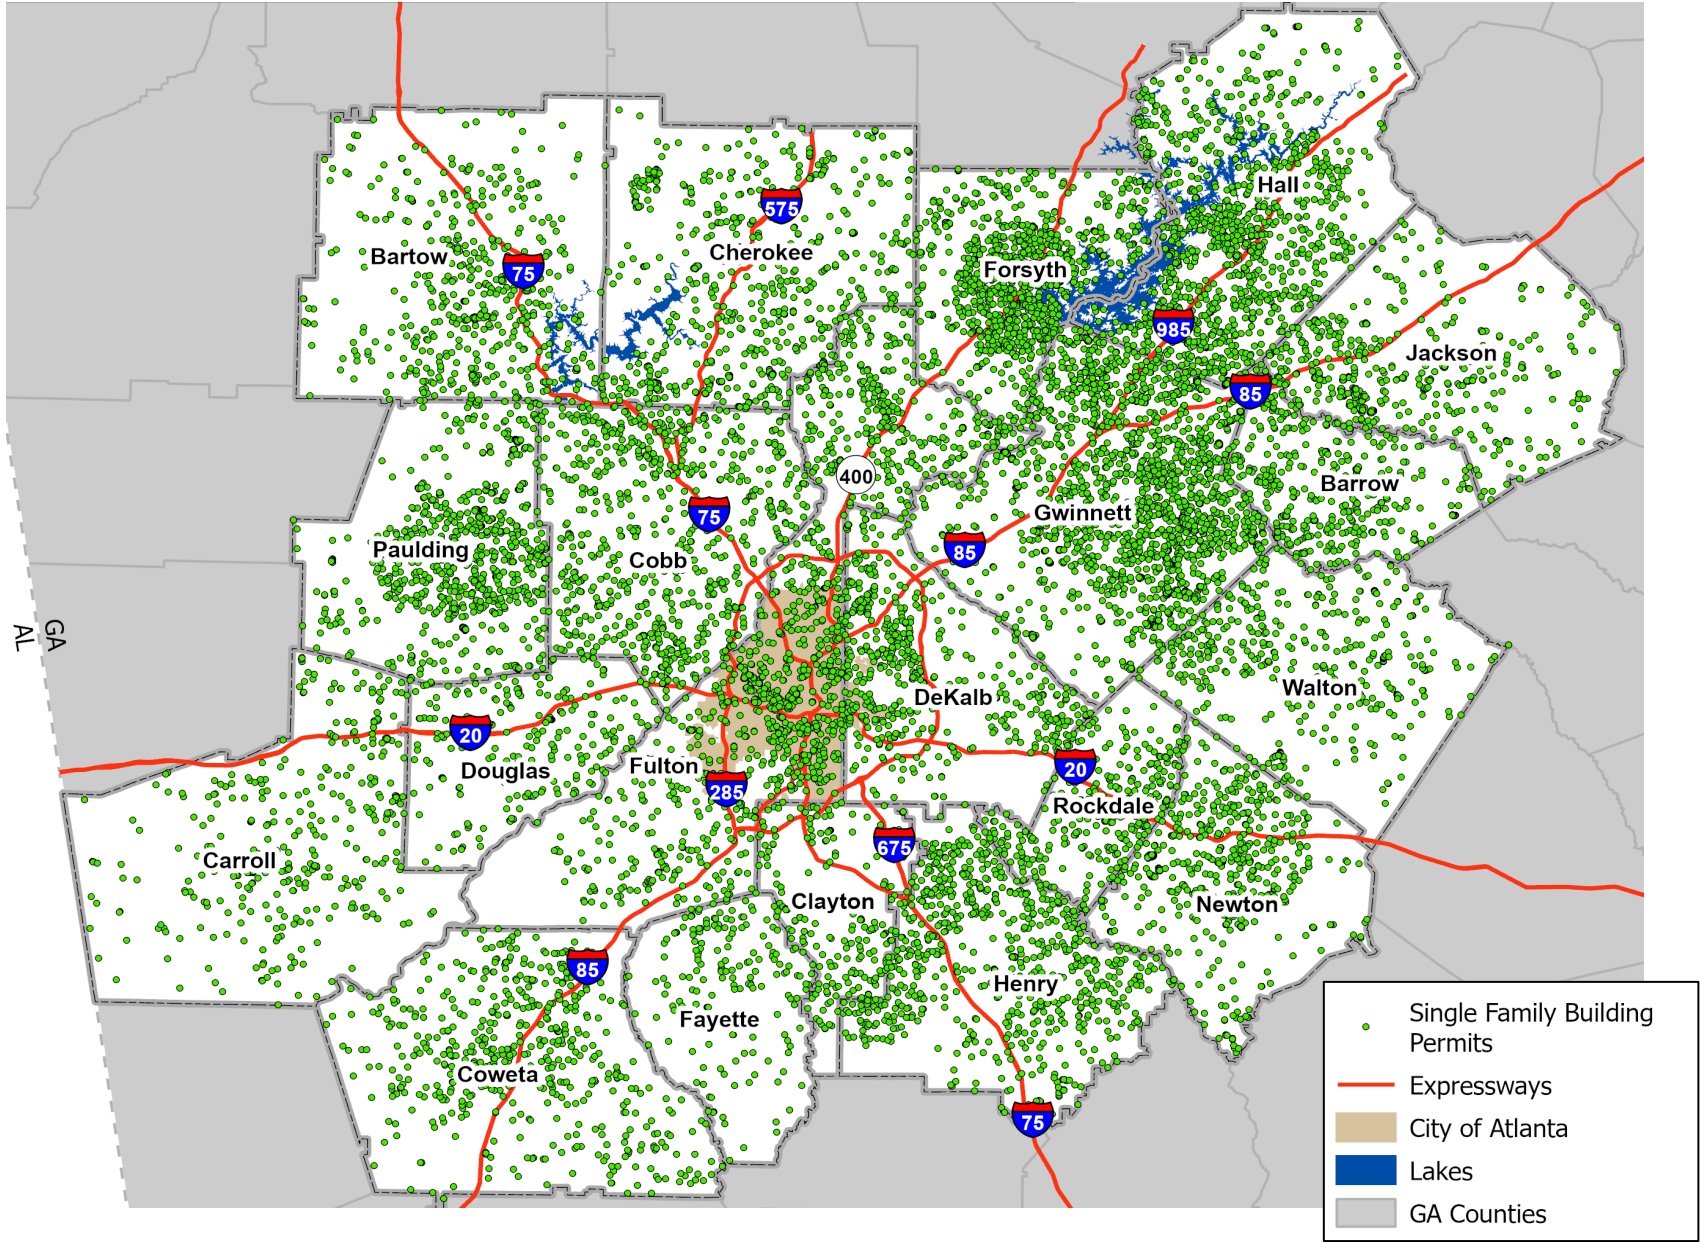 Hall
575
Cherokee
Bartow
75
Forsyth
985
Jackson
85
400
Barrow
75
Gwinnett
85
Paulding
Cobb
GA
AL
Walton
DeKalb
20
Douglas
Fulton
285
20
Rockdale
675
Carroll
Clayton
Newton
85
Henry
Fayette
Coweta
75
Single Family Building
Permits
Expressways
City of Atlanta
Lakes
GA Counties